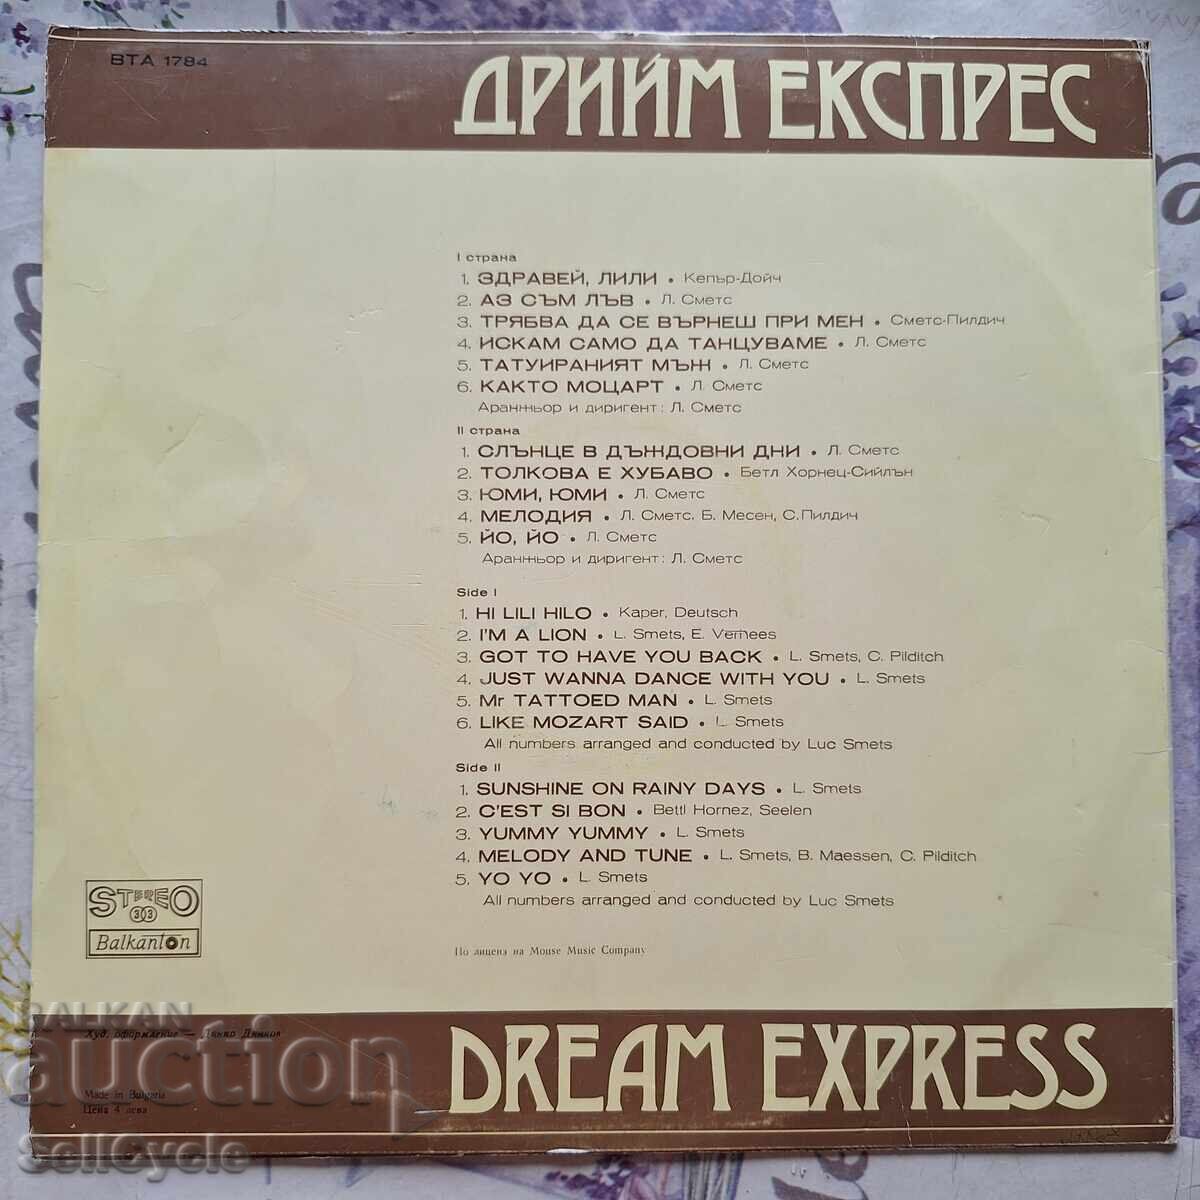 BTA 1784
ДРИЙМ ЕКСПРЕС
I страна
1. ЗДРАВЕЙ, ЛИЛИ • Кепър-Дойч
2. АЗ СЪМ ЛЪВ • Л. Сметс
3. ТРЯБВА ДА СЕ ВЪРНЕШ ПРИ МЕН • Сметс-Пилдич
4. ИСКАМ САМО ДА ТАНЦУВАМЕ • Л. Сметс
5. ТАТУИРАНИЯТ МЪЖ • Л. Сметс
6. КАКТО МОЦАРТ • Л. Сметс
Аранжьор и диригент: Л. Сметс
II страна
1. СЛЪНЦЕ В ДЪЖДОВНИ ДНИ • Л. Сметс
2. ТОЛКОВА Е ХУБАВО • Бетл Хорнец-Сийлън
3. ЮМИ, ЮМИ • Л. Сметс
4. МЕЛОДИЯ • Л. Сметс, Б. Месен, С. Пилдич
5. ЙО, ЙО • Л. Сметс
Аранжьор и диригент: Л. Сметс
Side I
1. HI LILI HILO • Kaper, Deutsch
2. I'M A LION • L. Smets, E. Verhees
3. GOT TO HAVE YOU BACK • L. Smets, C. Pilditch
4. JUST WANNA DANCE WITH YOU • L. Smets
5. Mr TATTOED MAN • L. Smets
6. LIKE MOZART SAID • L. Smets
All numbers arranged and conducted by Luc Smets
Side II
1. SUNSHINE ON RAINY DAYS • L. Smets
2. C'EST SI BON • Bettl Hornez, Seelen
3. YUMMY YUMMY • L. Smets
4. MELODY AND TUNE • L. Smets, B. Maessen, C. Pilditch
5. YO YO • L. Smets
All numbers arranged and conducted by Luc Smets
STEREO
33
Balkanton
По лиценз на Mouse Music Company
Худ. оформление —
DREAM EXPRESS
Made in Bulgaria
Цена 4 лева
BALKAN
auction
SellCycle